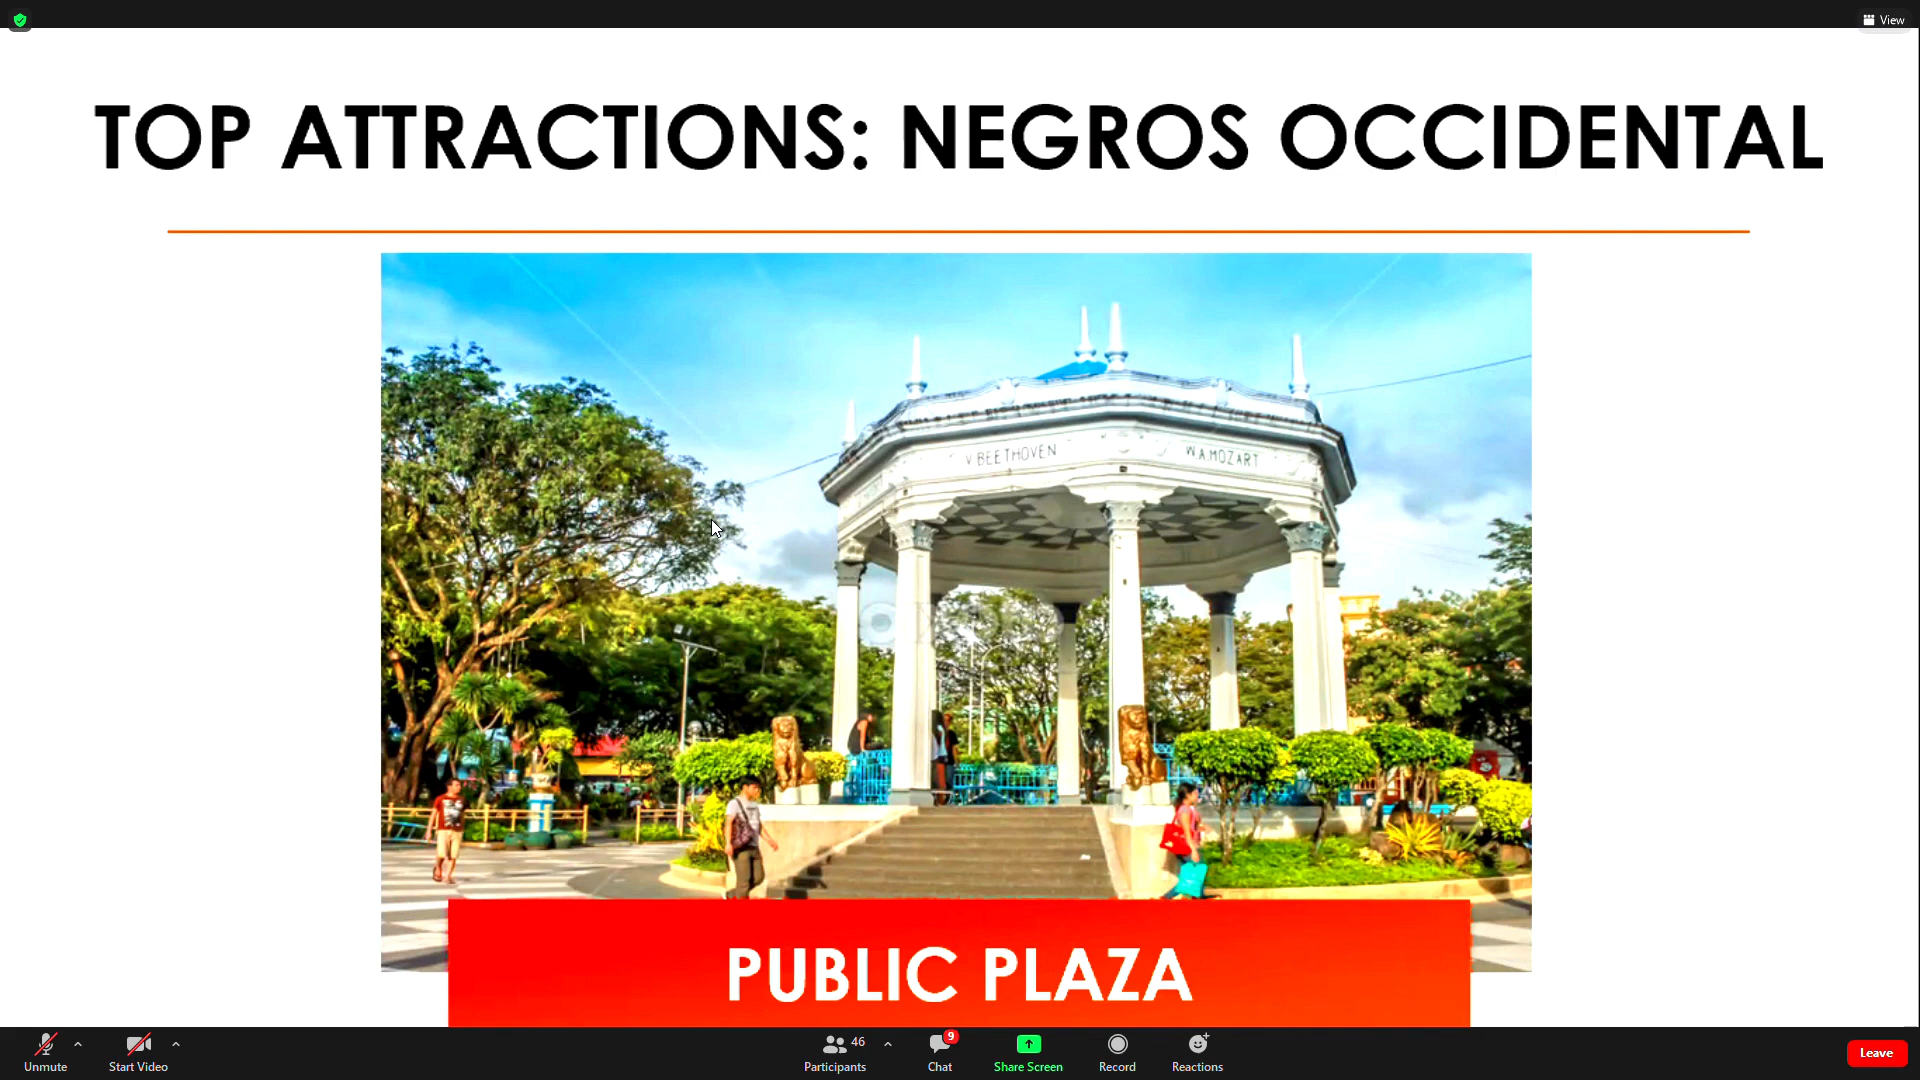 View
TOP ATTRACTIONS: NEGROS OCCIDENTAL
V.BEETHOVEN
W.A.MOZART
PUBLIC PLAZA
Unmute
Start Video
46
Participants
9
Chat
Share Screen
Record
Reactions
Leave